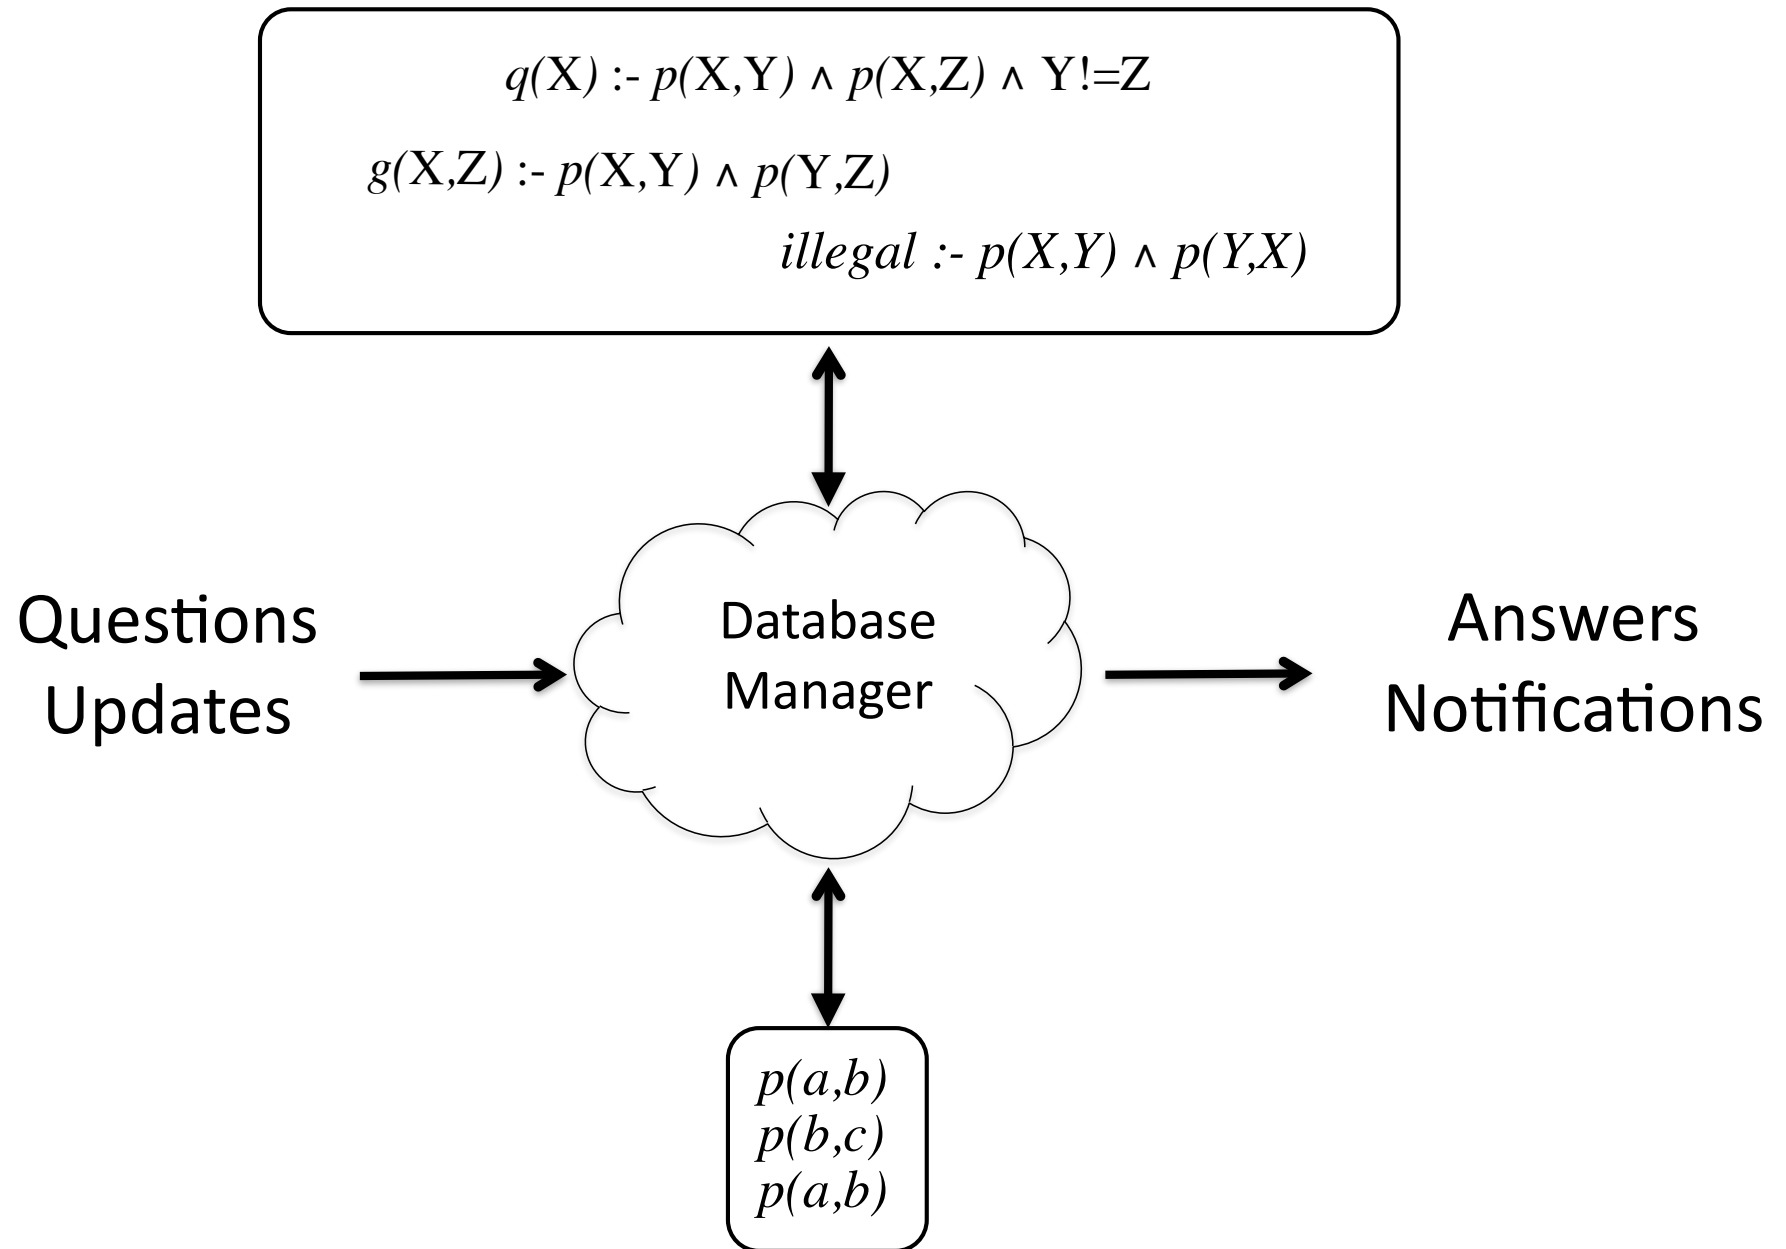 q(X) :- p(X,Y) ∧ p(X,Z) ∧ Y!=Z
g(X,Z) :- p(X,Y) ∧ p(Y,Z)
illegal :- p(X,Y) ∧ p(Y,X)
Questions
Updates
Database
Manager
Answers
Notifications
p(a,b)
p(b,c)
p(a,b)